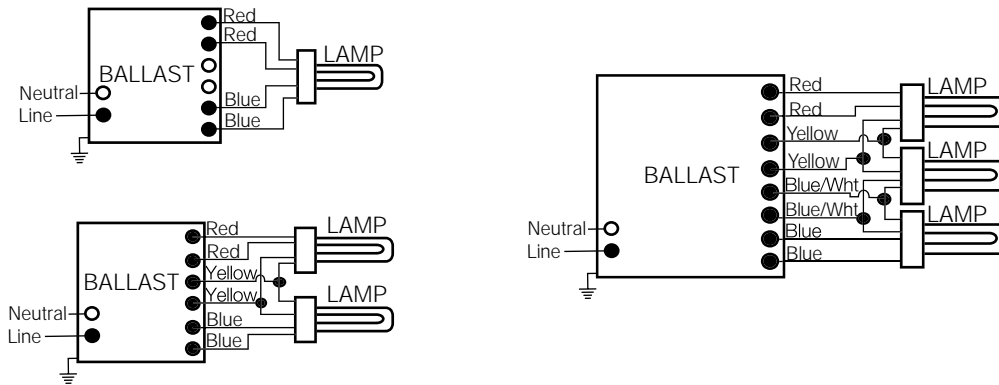 Red
Red
LAMP
BALLAST
Neutral
Line
Blue
Blue
Red
Red
LAMP
Yellow
BALLAST
Yellow
LAMP
Neutral
Blue
Line
Blue
Red
LAMP
Red
Yellow
LAMP
Yellow
BALLAST
Blue/Wht
Blue/Wht
LAMP
Neutral
Blue
Line
Blue